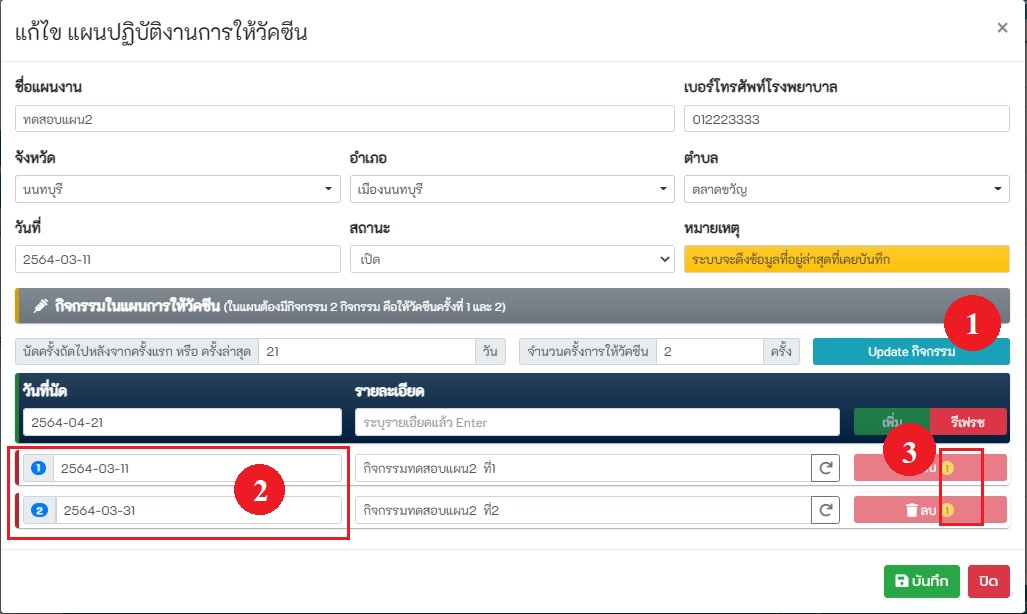 แก้ไข แผนปฏิบัติงานการให้วัคซีน ×
ชื่อแผนงาน เบอร์โทรศัพท์โรงพยาบาล
ทดสอบแผน2 012223333
จังหวัด อำเภอ ตำบล
นนทบุรี เมืองนนทบุรี ตลาดขวัญ
วันที่ สถานะ หมายเหตุ
2564-03-11 เปิด ระบบจะดึงข้อมูลที่อยู่ล่าสุดที่เคยบันทึก
กิจกรรมในแผนการให้วัคซีน (ในแผนต้องมีกิจกรรม 2 กิจกรรม คือให้วัคซีนครั้งที่ 1 และ 2)
1
นัดครั้งถัดไปหลังจากครั้งแรก หรือ ครั้งล่าสุด 21 วัน จำนวนครั้งการให้วัคซีน 2 ครั้ง Update กิจกรรม
วันที่นัด รายละเอียด
2564-04-21 ระบุรายเอียดแล้ว Enter เพิ่ม รีเฟรช
3
1 2564-03-11 กิจกรรมทดสอบแผน2 ที่1 ลบ 1
2
2 2564-03-31 กิจกรรมทดสอบแผน2 ที่2 ลบ 1
บันทึก ปิด